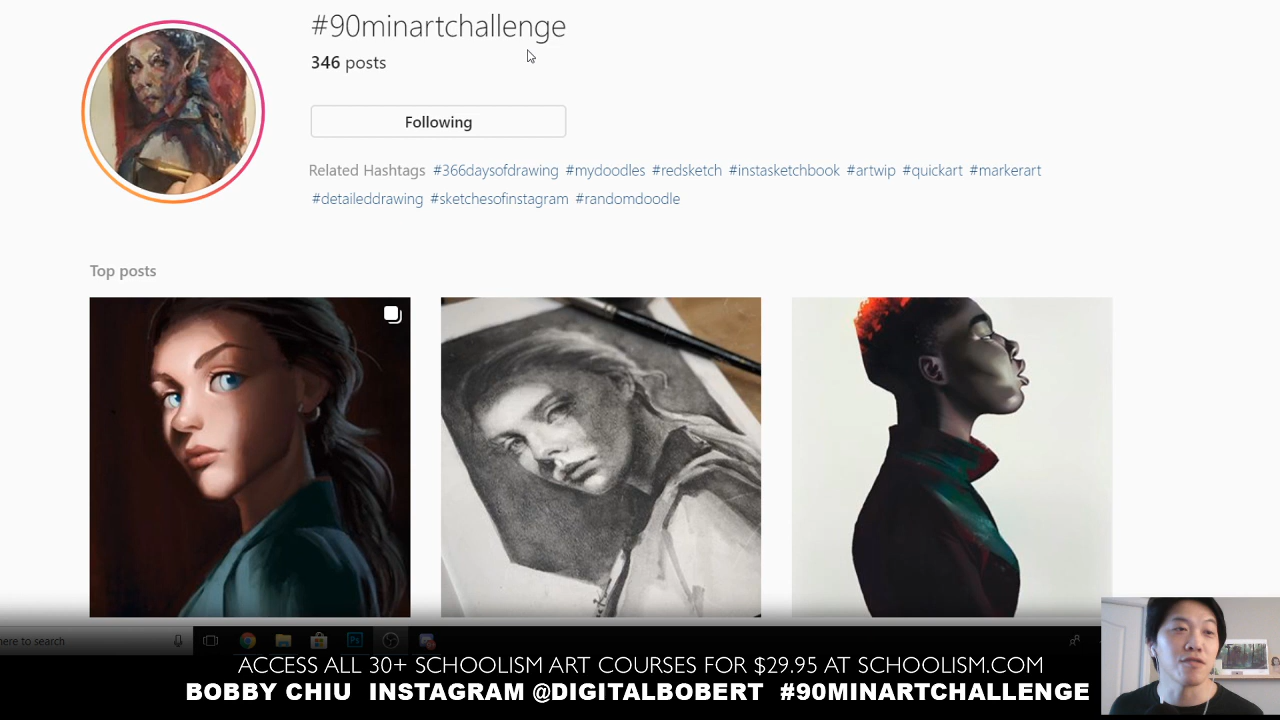 #90minartchallenge
346 posts
Following
Related Hashtags #366daysofdrawing #mydoodles #redsketch #instasketchbook #artwip #quickart #markerart
#detaileddrawing #sketchesofinstagram #randomdoodle
Top posts
here to search
Ps
ACCESS ALL 30+ SCHOOLISM ART COURSES FOR $29.95 AT SCHOOLISM.COM
BOBBY CHIU INSTAGRAM @DIGITALBOBERT #90MINARTCHALLENGE